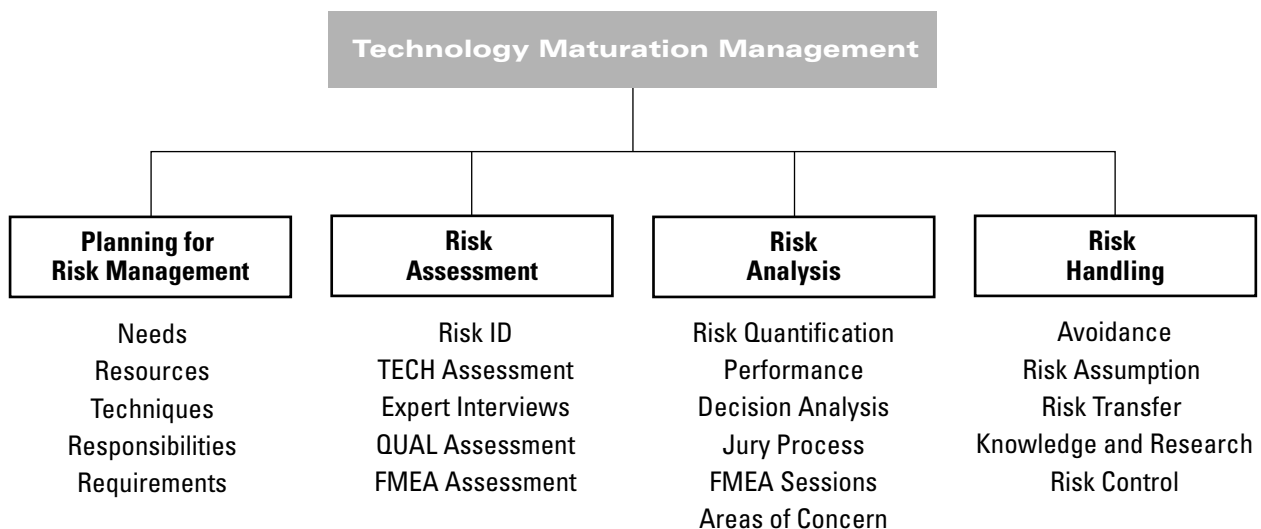 Technology Maturation Management
Planning for
Risk Management
Needs
Resources
Techniques
Responsibilities
Requirements
Risk
Assessment
Risk ID
TECH Assessment
Expert Interviews
QUAL Assessment
FMEA Assessment
Risk
Analysis
Risk Quantification
Performance
Decision Analysis
Jury Process
FMEA Sessions
Areas of Concern
Risk
Handling
Avoidance
Risk Assumption
Risk Transfer
Knowledge and Research
Risk Control